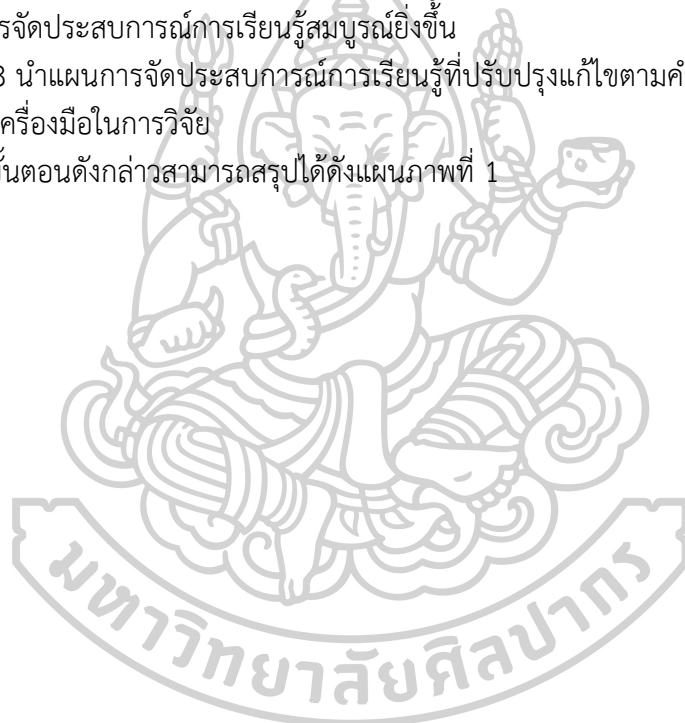 รจัดประสบการณ์การเรียนรู้สมบูรณ์ยิ่งขึ้น
3 นำแผนการจัดประสบการณ์การเรียนรู้ที่ปรับปรุงแก้ไขตามคำ
ครื่องมือในการวิจัย
ั้นตอนดังกล่าวสามารถสรุปได้ดังแผนภาพที่ 1
มหาวิทยาลัยศิลปากร